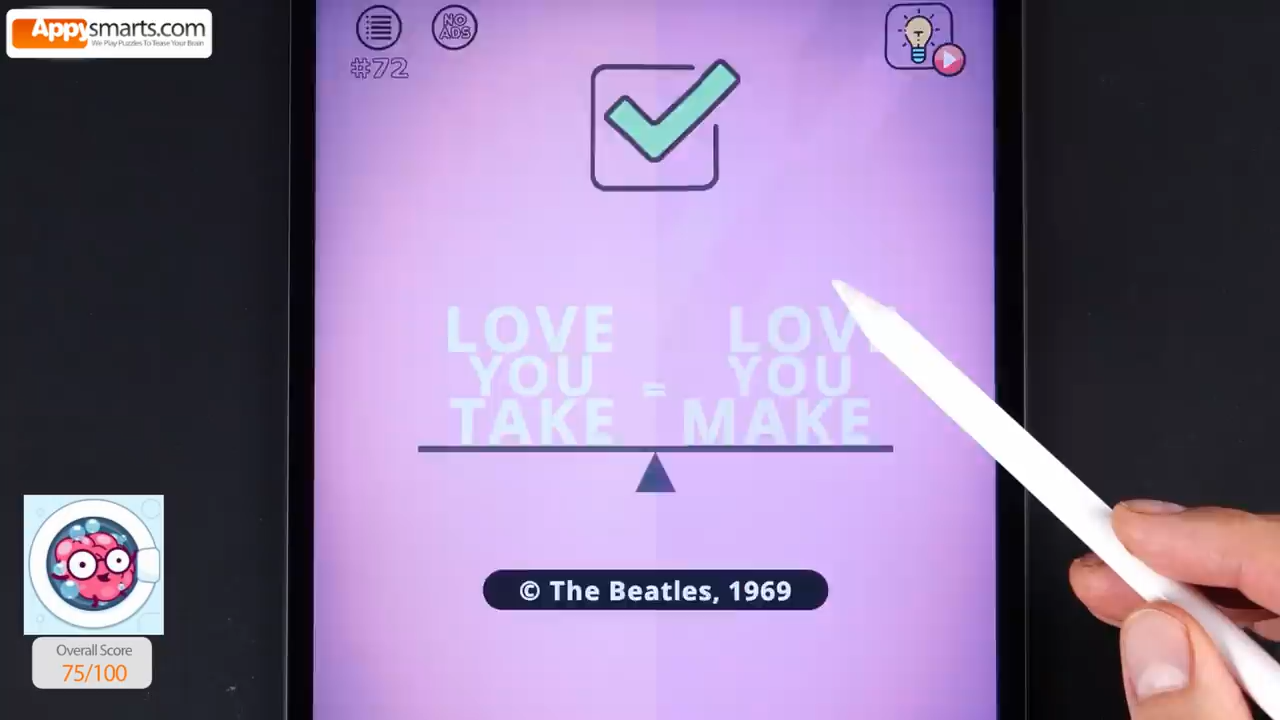 Appysmarts.com
We Play Puzzles To Tease Your Brain
NO
ADS
#72
LOVE LOVE
YOU YOU
=
TAKE MAKE
© The Beatles, 1969
Overall Score
75/100